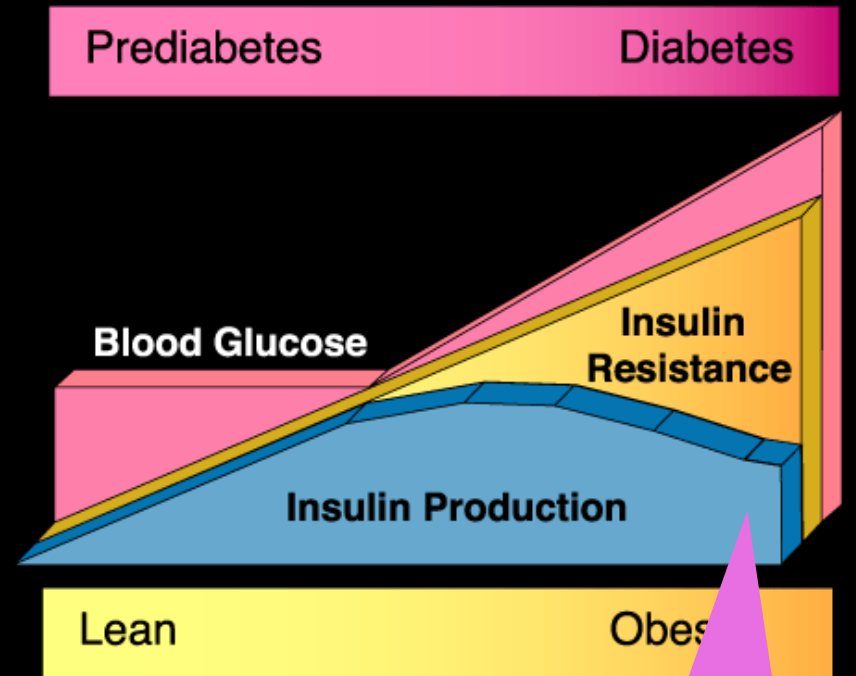 Prediabetes Diabetes
Blood Glucose
Insulin
Resistance
Insulin Production
Lean